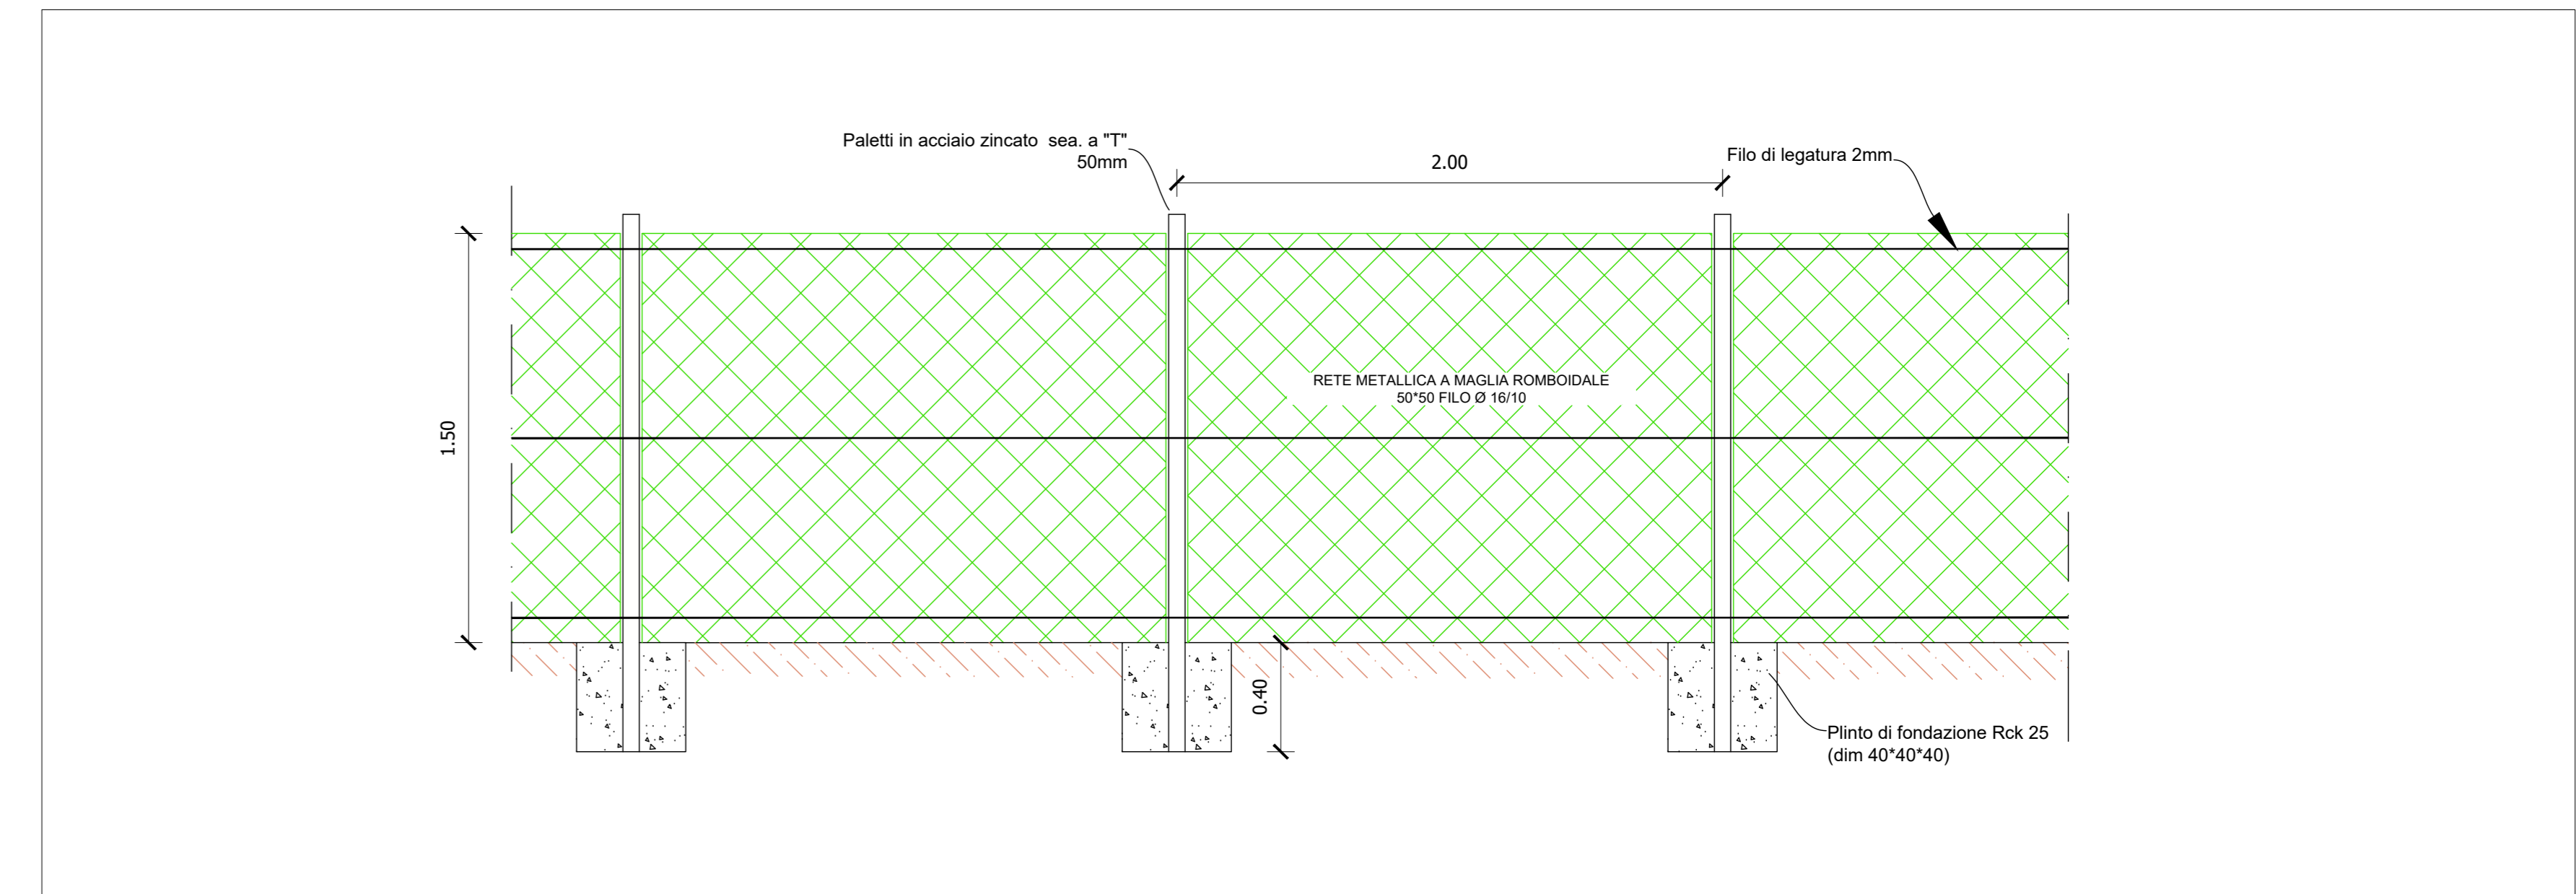 Paletti in acciaio zincato  sea. a "T"
50mm
2.00
Filo di legatura 2mm
RETE METALLICA A MAGLIA ROMBOIDALE
50*50 FILO Ø 16/10
1.50
0.40
Plinto di fondazione Rck 25
(dim 40*40*40)